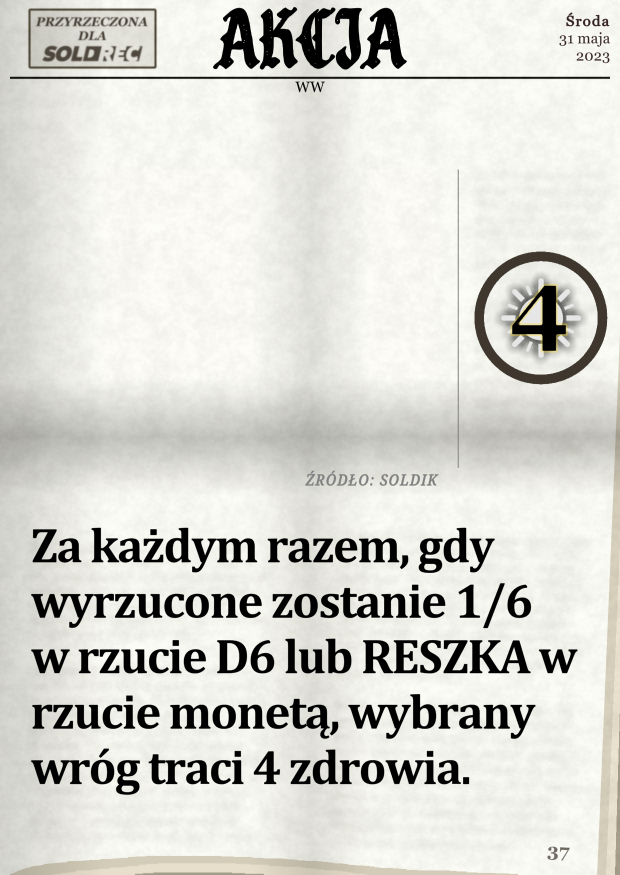 PRZYRZECZONA
DLA
SOLDREC
AKCJA
Środa
31 maja
2023
WW
4
ŹRÓDŁO: SOLDIK
Za każdym razem, gdy
wyrzucone zostanie 1/6
w rzucie D6 lub RESZKA w
rzucie monetą, wybrany
wróg traci 4 zdrowia.
37